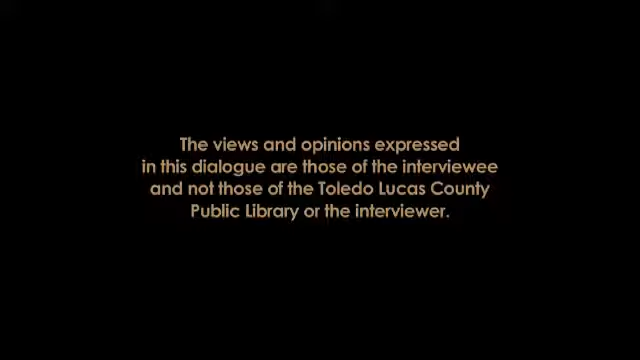 The views and opinions expressed
in this dialogue are those of the interviewee
and not those of the Toledo Lucas County
Public Library or the interviewer.